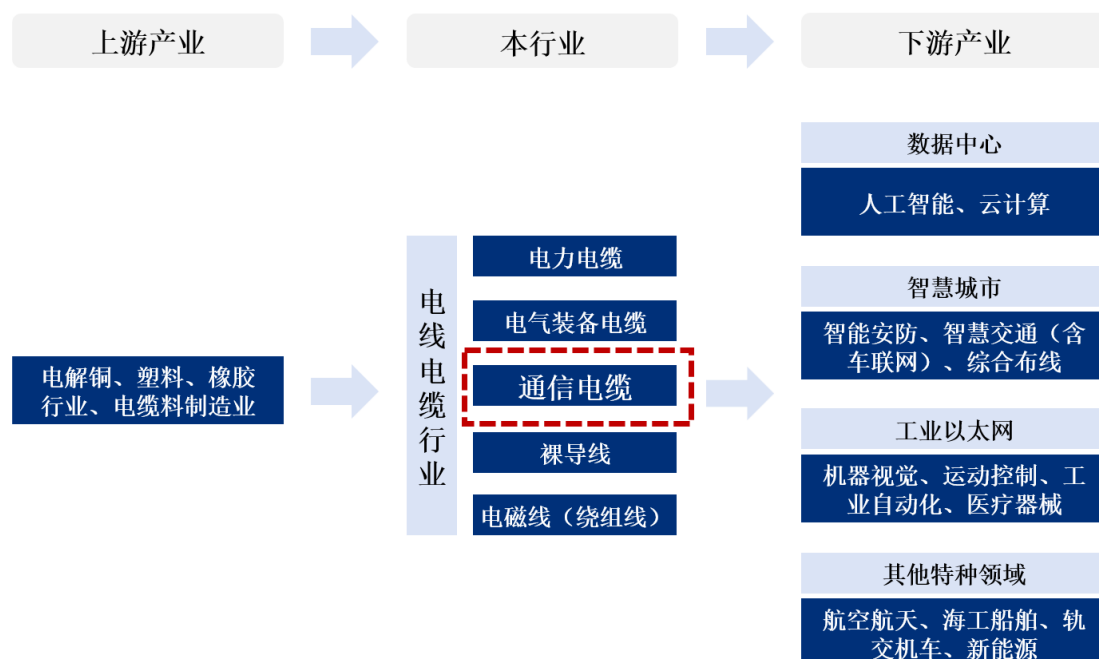 上游产业
本行业
下游产业
电解铜、塑料、橡胶
行业、电缆料制造业
电线电缆行业
电力电缆
电气装备电缆
通信电缆
裸导线
电磁线（绕组线）
数据中心
人工智能、云计算
智慧城市
智能安防、智慧交通（含
车联网）、综合布线
工业以太网
机器视觉、运动控制、工
业自动化、医疗器械
其他特种领域
航空航天、海工船舶、轨
交机车、新能源